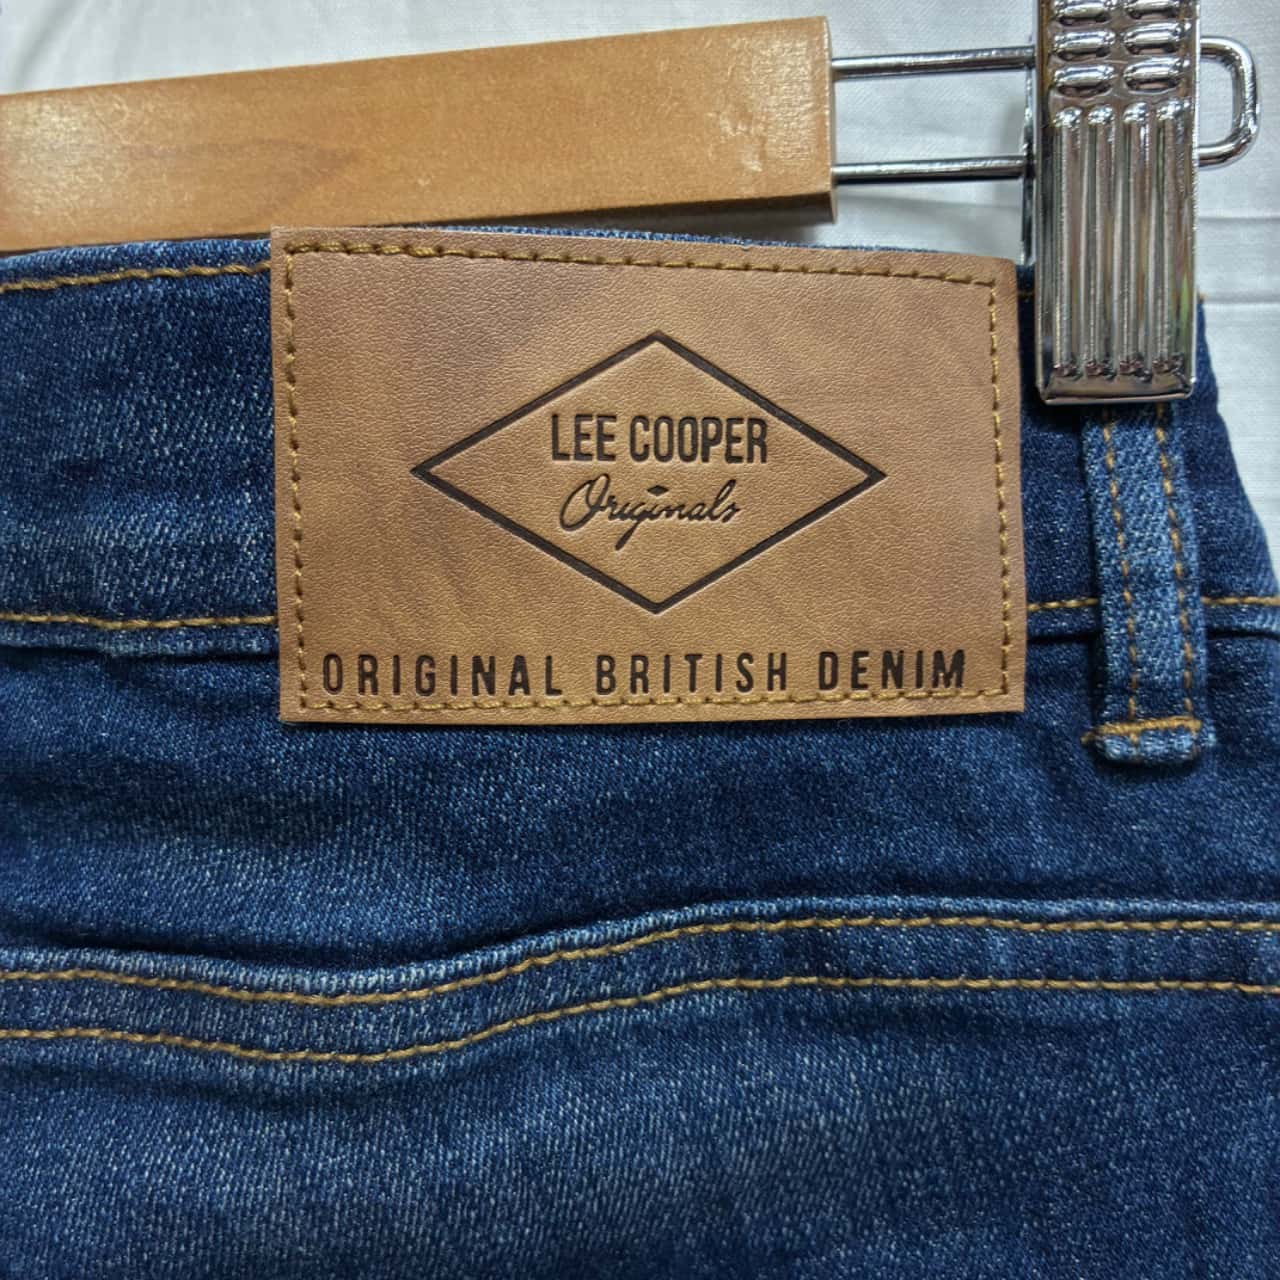 LEE COOPER
Originals
ORIGINAL BRITISH DENIM